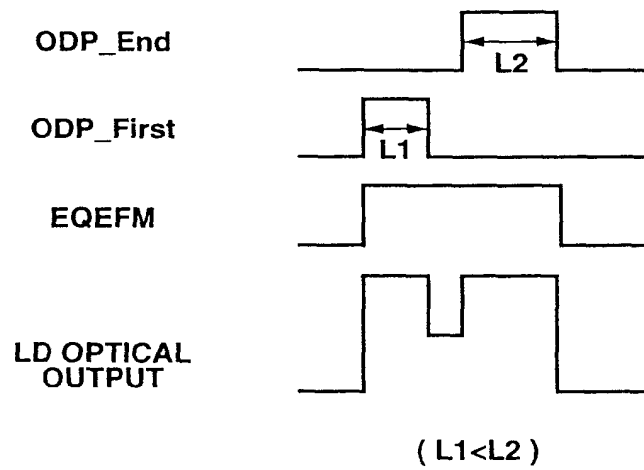 ODP_End
L2
ODP_First
L1
EQEFM
LD OPTICAL
OUTPUT
( L1<L2 )